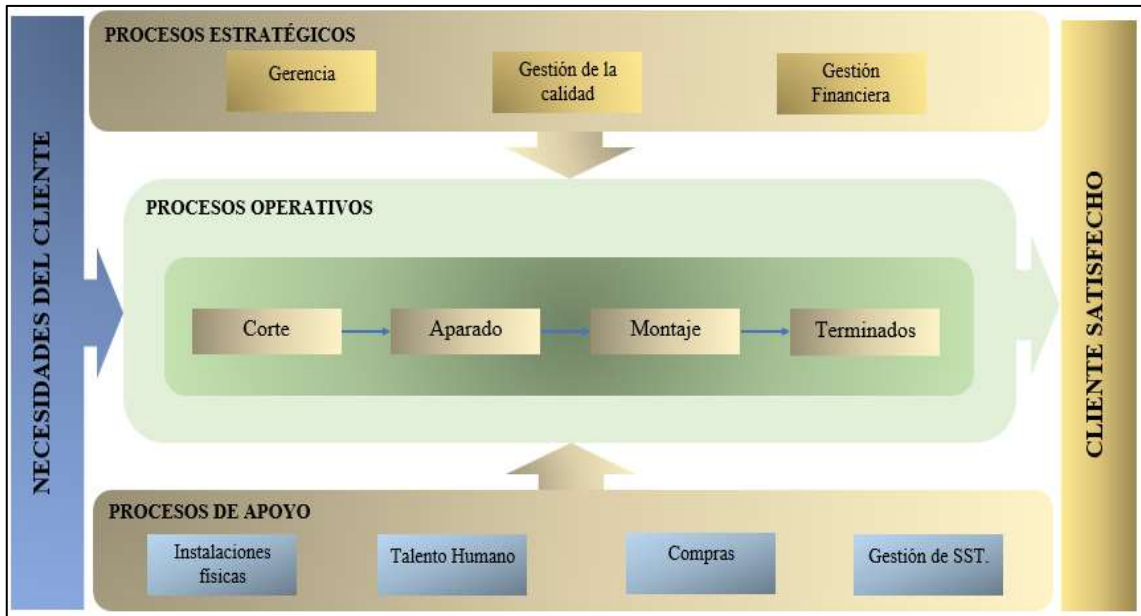 NECESIDADES DEL CLIENTE
PROCESOS ESTRATÉGICOS
Gerencia
Gestión de la
calidad
Gestión
Financiera
PROCESOS OPERATIVOS
Corte
Aparado
Montaje
Terminados
PROCESOS DE APOYO
Instalaciones
físicas
Talento Humano
Compras
Gestión de SST.
CLIENTE SATISFECHO